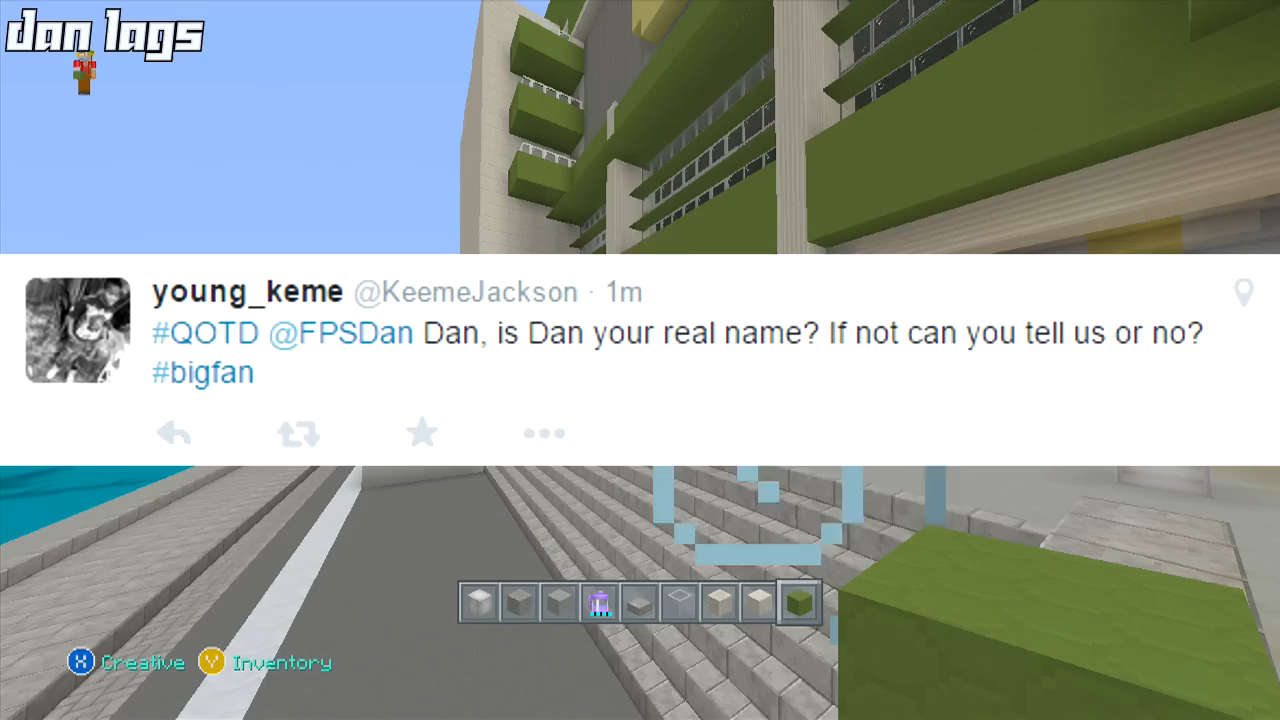 dan lags
young_keme @KeemeJackson · 1m
#QOTD @FPSDan Dan, is Dan your real name? If not can you tell us or no?
#bigfan
X Creative Y Inventory